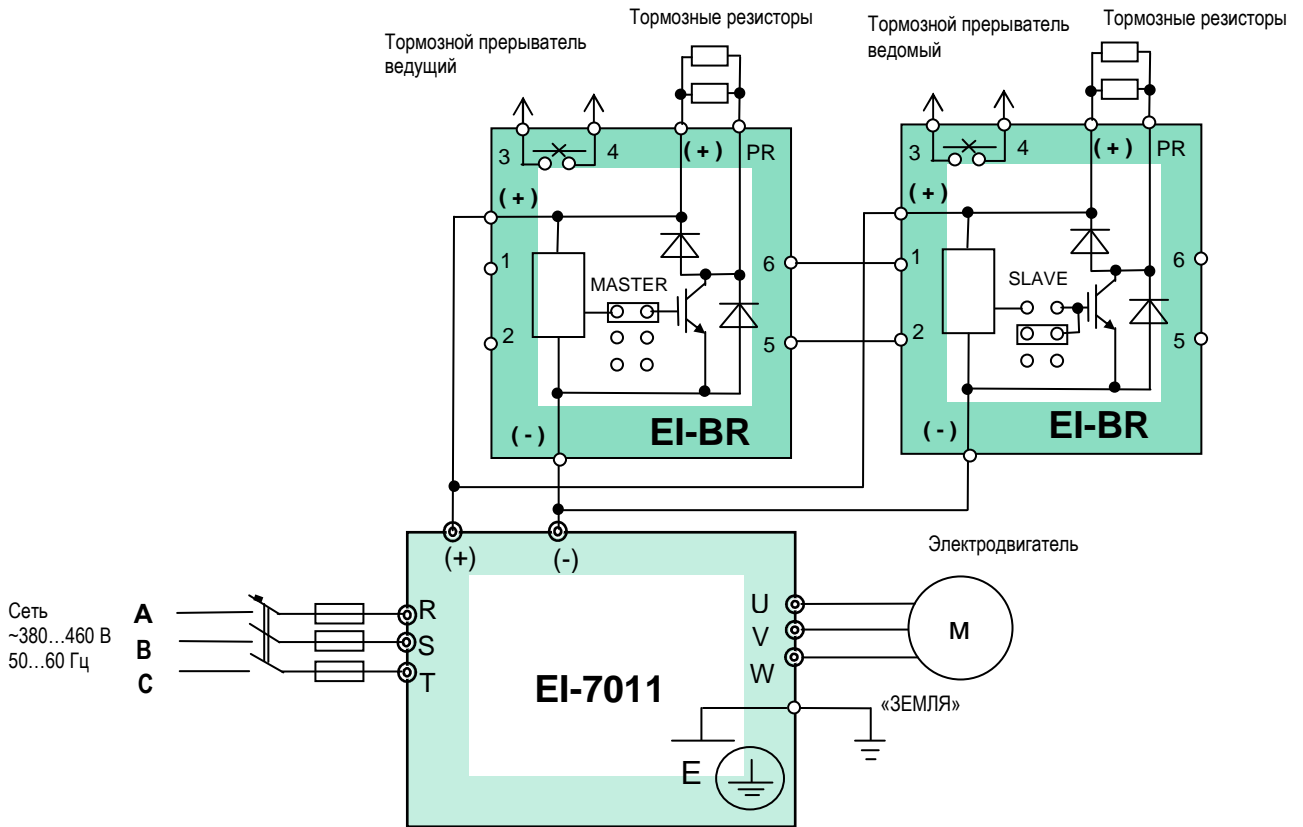 Тормозной прерыватель
ведущий
Тормозные резисторы
Тормозной прерыватель
ведомый
Тормозные резисторы
3
4
(+)
PR
(+)
1
2
MASTER
6
5
(-)
EI-BR
3
4
(+)
PR
(+)
1
2
SLAVE
6
5
(-)
EI-BR
(+)
(-)
Электродвигатель
Сеть
~380...460 В
50...60 Гц
A
B
C
R
S
T
EI-7011
U
V
W
М
«ЗЕМЛЯ»
E